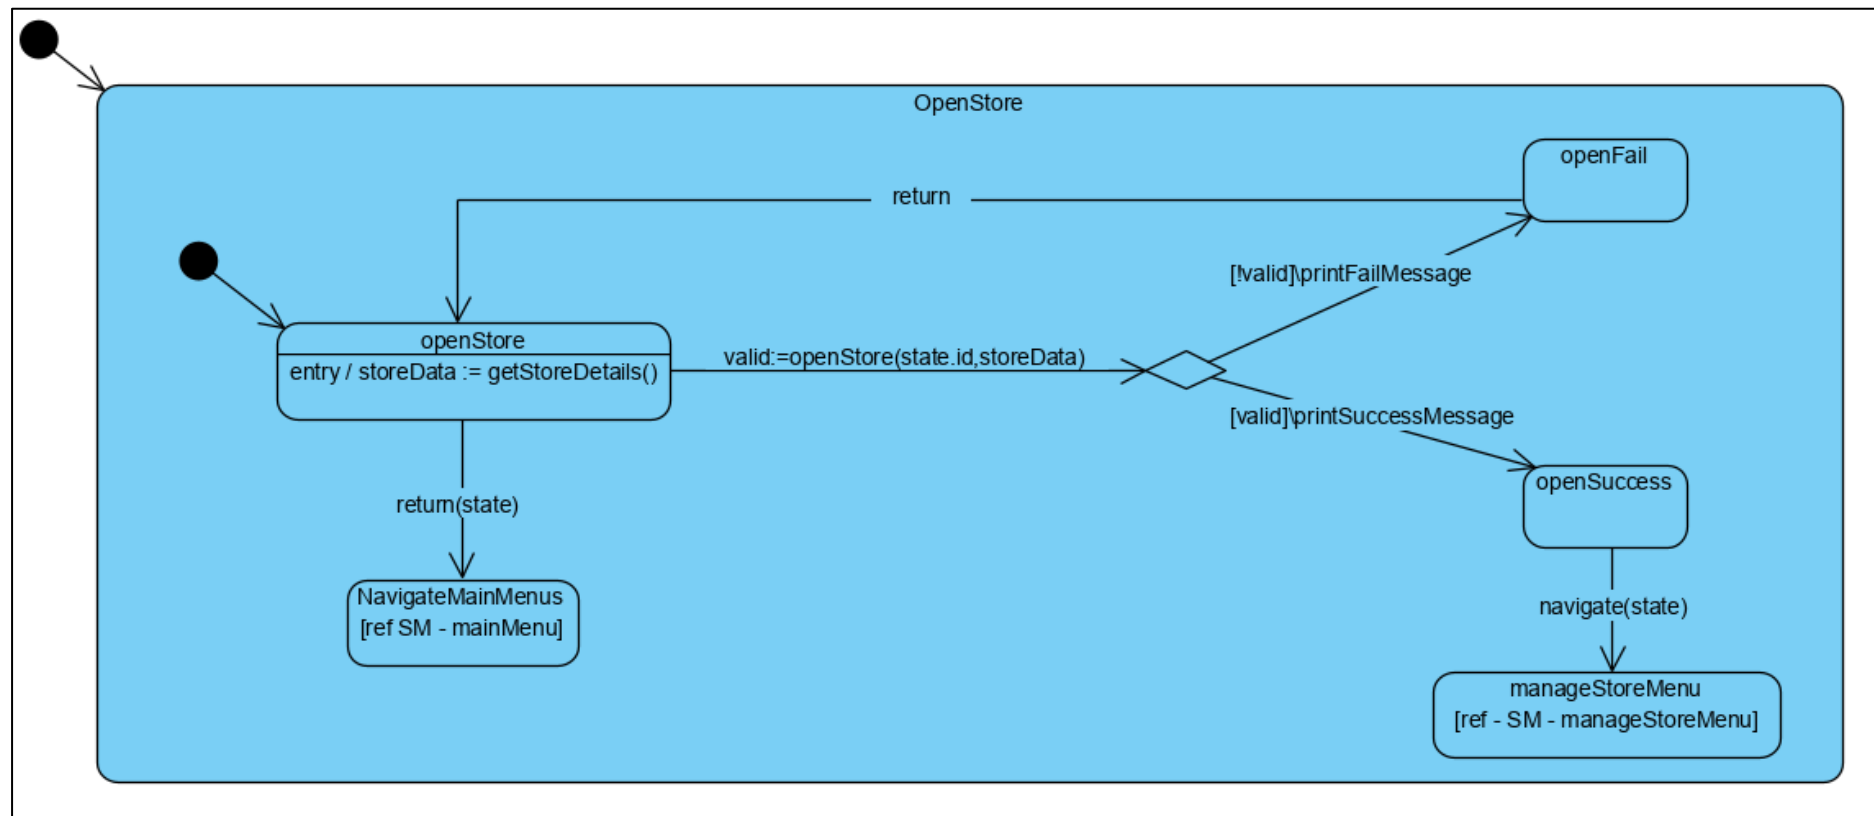 OpenStore
openFail
return
[!valid]\printFailMessage
openStore
entry / storeData := getStoreDetails()
valid:=openStore(state.id,storeData)
[valid]\printSuccessMessage
openSuccess
return(state)
NavigateMainMenus
[ref SM - mainMenu]
navigate(state)
manageStoreMenu
[ref - SM - manageStoreMenu]